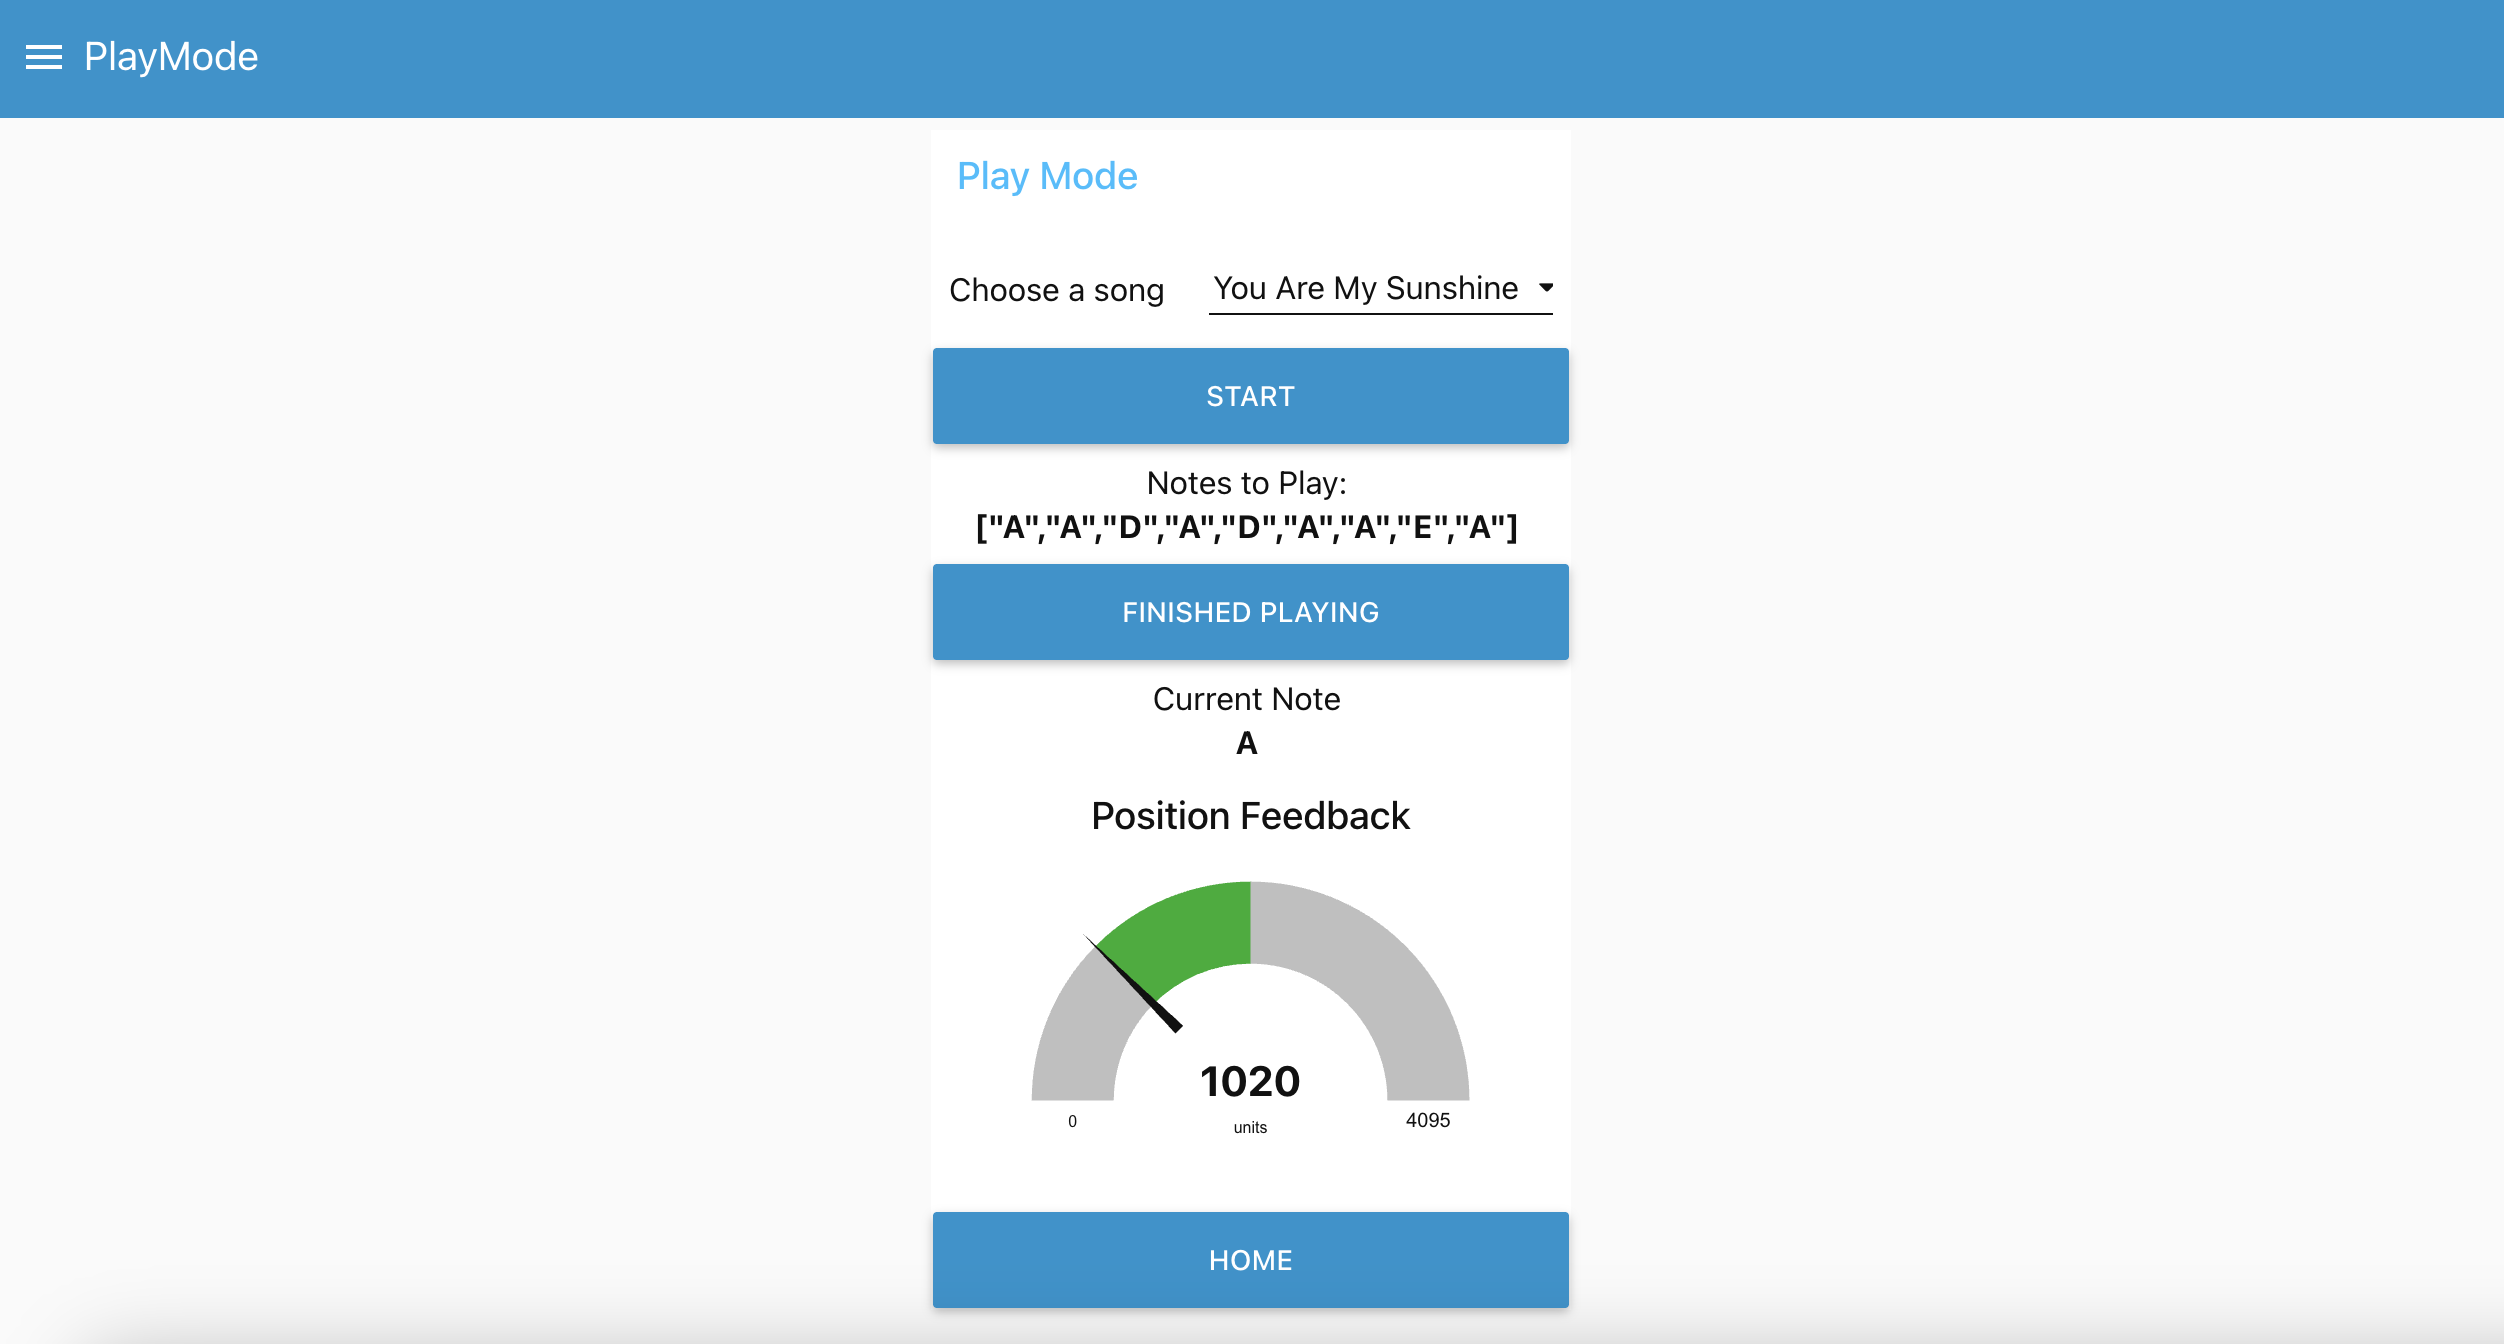 PlayMode
Play Mode
Choose a song You Are My Sunshine
START
Notes to Play:
["A","A","D","A","D","A","A","E","A"]
FINISHED PLAYING
Current Note
A
Position Feedback
1020
0 units 4095
HOME